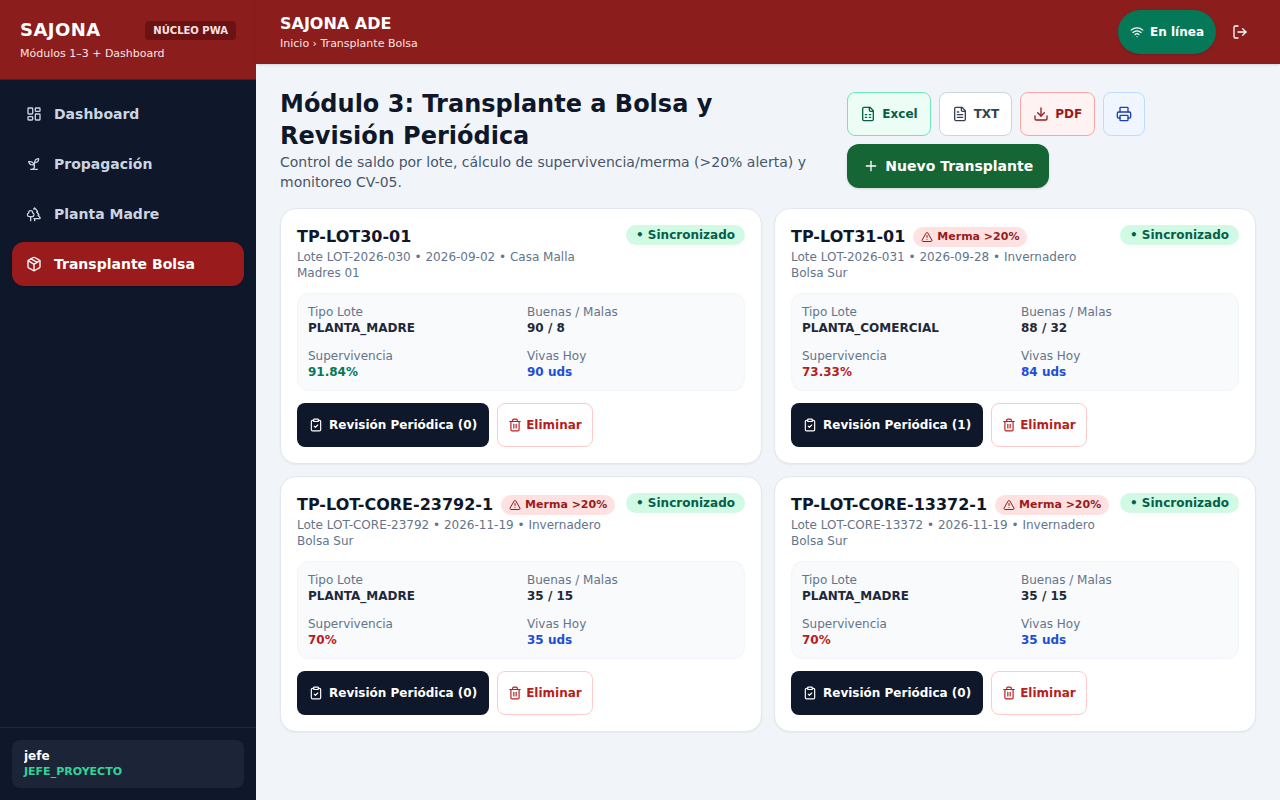 SAJONA
NÚCLEO PWA
Módulos 1–3 + Dashboard
Dashboard
Propagación
Planta Madre
Transplante Bolsa
jefe
JEFE_PROYECTO
SAJONA ADE
Inicio › Transplante Bolsa
En línea
Módulo 3: Transplante a Bolsa y
Revisión Periódica
Control de saldo por lote, cálculo de supervivencia/merma (>20% alerta) y
monitoreo CV-05.
Excel
TXT
PDF
Nuevo Transplante
TP-LOT30-01
• Sincronizado
Lote LOT-2026-030 • 2026-09-02 • Casa Malla
Madres 01
Tipo Lote
PLANTA_MADRE
Buenas / Malas
90 / 8
Supervivencia
91.84%
Vivas Hoy
90 uds
Revisión Periódica (0)
Eliminar
TP-LOT31-01
Merma >20%
• Sincronizado
Lote LOT-2026-031 • 2026-09-28 • Invernadero
Bolsa Sur
Tipo Lote
PLANTA_COMERCIAL
Buenas / Malas
88 / 32
Supervivencia
73.33%
Vivas Hoy
84 uds
Revisión Periódica (1)
Eliminar
TP-LOT-CORE-23792-1
Merma >20%
• Sincronizado
Lote LOT-CORE-23792 • 2026-11-19 • Invernadero
Bolsa Sur
Tipo Lote
PLANTA_MADRE
Buenas / Malas
35 / 15
Supervivencia
70%
Vivas Hoy
35 uds
Revisión Periódica (0)
Eliminar
TP-LOT-CORE-13372-1
Merma >20%
• Sincronizado
Lote LOT-CORE-13372 • 2026-11-19 • Invernadero
Bolsa Sur
Tipo Lote
PLANTA_MADRE
Buenas / Malas
35 / 15
Supervivencia
70%
Vivas Hoy
35 uds
Revisión Periódica (0)
Eliminar